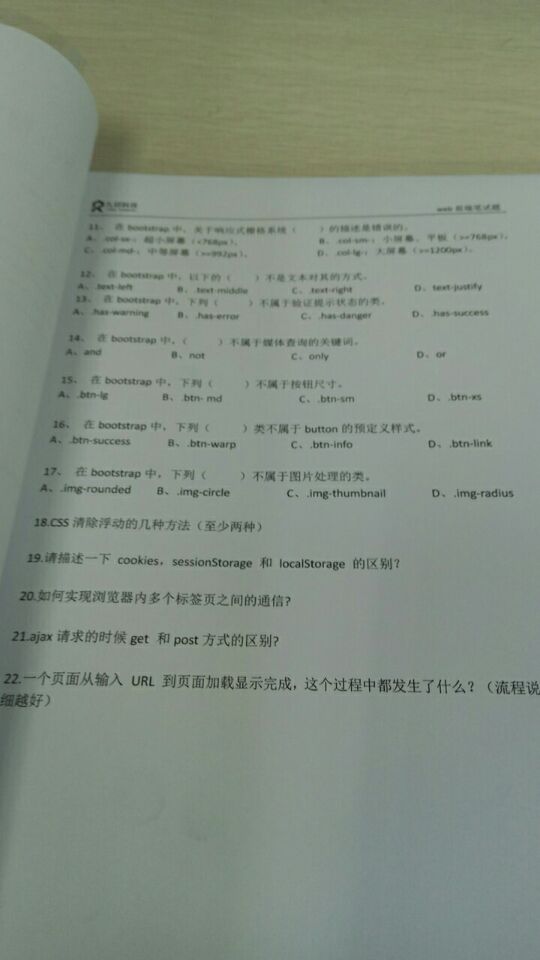 web 前端笔试题
11、 在 bootstrap 中，关于响应式栅格系统（ ）的描述是错误的。
A、.col-sx-：超小屏幕（<768px）。 B、.col-sm-：小屏幕、平板（>=768px）。
C、.col-md-：中等屏幕（>=992px）。 D、.col-lg-：大屏幕（>=1200px）。
12、 在 bootstrap 中，以下的（ ）不是文本对其的方式。
A、.text-left B、.text-middle C、.text-right D、text-justify
13、 在 bootstrap 中，下列（ ）不属于验证提示状态的类。
A、.has-warning B、.has-error C、.has-danger D、.has-success
14、 在 bootstrap 中，（ ）不属于媒体查询的关键词。
A、and B、not C、only D、or
15、 在 bootstrap 中，下列（ ）不属于按钮尺寸。
A、.btn-lg B、.btn- md C、.btn-sm D、.btn-xs
16、 在 bootstrap 中，下列（ ）类不属于 button 的预定义样式。
A、.btn-success B、.btn-warp C、.btn-info D、.btn-link
17、 在 bootstrap 中，下列（ ）不属于图片处理的类。
A、.img-rounded B、.img-circle C、.img-thumbnail D、.img-radius
18.CSS 清除浮动的几种方法（至少两种）
19.请描述一下 cookies，sessionStorage 和 localStorage 的区别？
20.如何实现浏览器内多个标签页之间的通信?
21.ajax 请求的时候 get 和 post 方式的区别?
22.一个页面从输入 URL 到页面加载显示完成，这个过程中都发生了什么？（流程说
细越好）